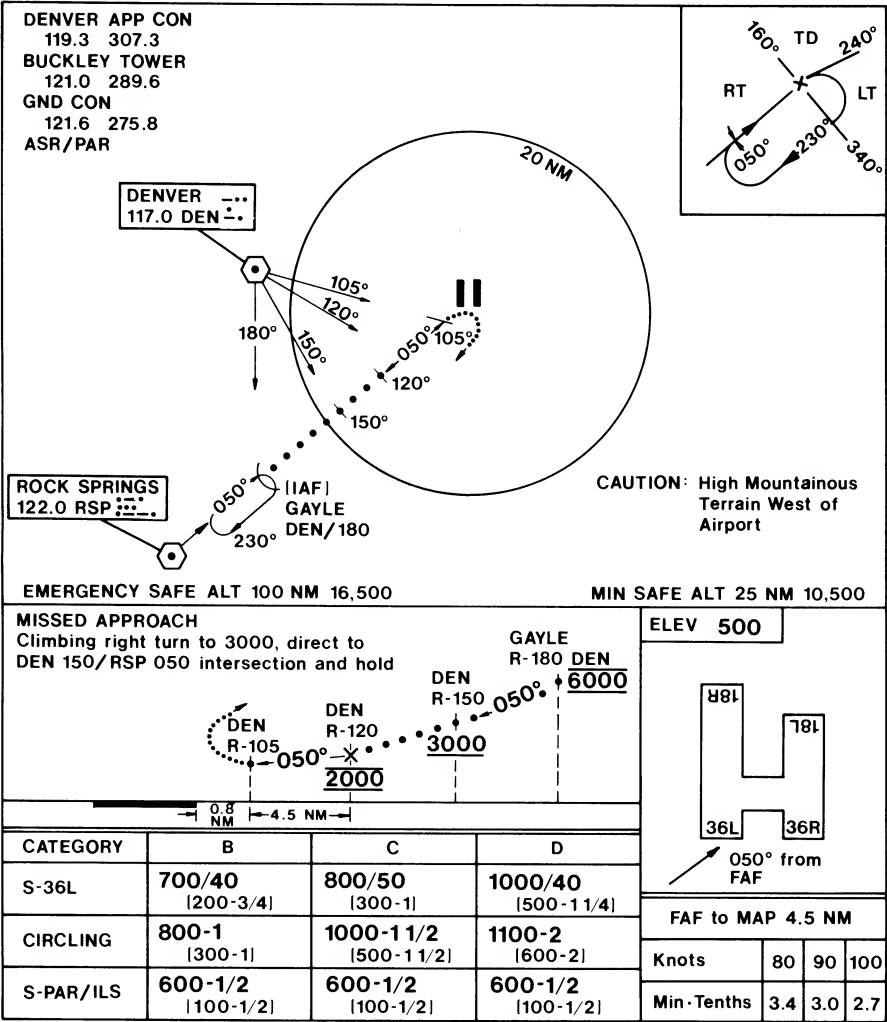 DENVER APP CON
119.3 307.3
BUCKLEY TOWER
121.0 289.6
GND CON
121.6 275.8
ASR/PAR
160°
TD
240°
RT
LT
050°
230°
340°
20 NM
DENVER
117.0 DEN
105°
120°
150°
180°
050°
105°
120°
150°
ROCK SPRINGS
122.0 RSP
050°
230°
(IAF)
GAYLE
DEN/180
CAUTION: High Mountainous
Terrain West of
Airport
EMERGENCY SAFE ALT 100 NM 16,500
MIN SAFE ALT 25 NM 10,500
MISSED APPROACH
Climbing right turn to 3000, direct to
DEN 150/RSP 050 intersection and hold
GAYLE
R-180 DEN
6000
050°
DEN
R-150
3000
DEN
R-120
2000
DEN
R-105
050°
0.8
NM
4.5 NM
ELEV 500
18R
18L
36L
36R
050° from
FAF
CATEGORY B C D
S-36L 700/40 800/50 1000/40
(200-3/4) (300-1) (500-1 1/4)
CIRCLING 800-1 1000-1 1/2 1100-2
(300-1) (500-1 1/2) (600-2)
S-PAR/ILS 600-1/2 600-1/2 600-1/2
(100-1/2) (100-1/2) (100-1/2)
FAF to MAP 4.5 NM
Knots 80 90 100
Min·Tenths 3.4 3.0 2.7